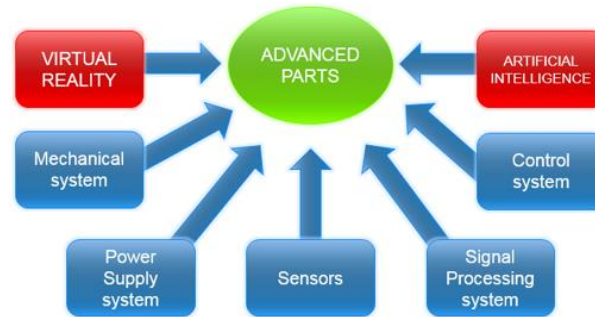 VIRTUAL
REALITY
ADVANCED
PARTS
ARTIFICIAL
INTELLIGENCE
Mechanical
system
Control
system
Power
Supply
system
Sensors
Signal
Processing
system